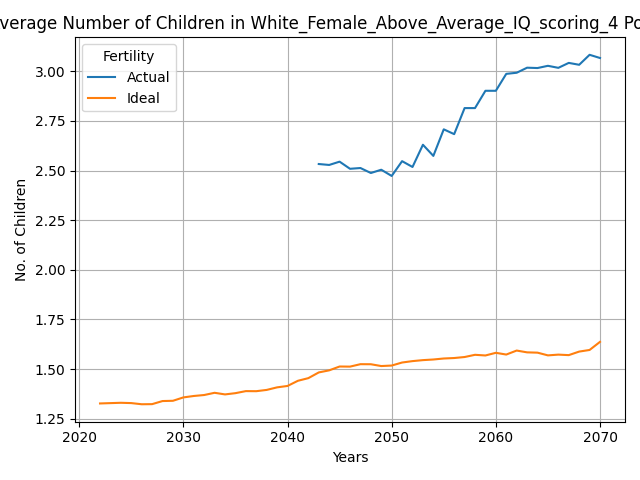 verage Number of Children in White_Female_Above_Average_IQ_scoring_4 Po
Fertility
Actual
Ideal
No. of Children
3.00
2.75
2.50
2.25
2.00
1.75
1.50
1.25
2020
2030
2040
2050
2060
2070
Years